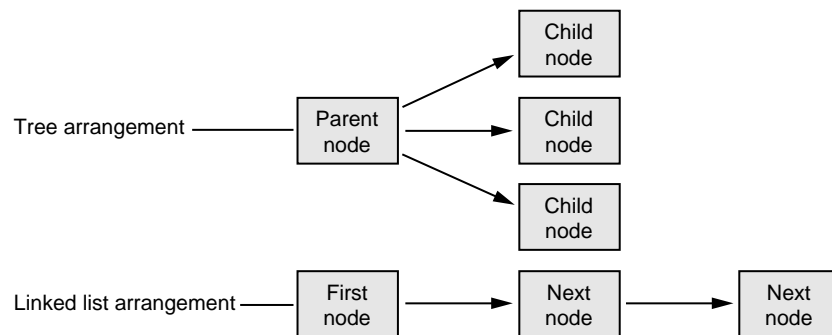 Child
node
Tree arrangement
Parent
node
Child
node
Child
node
Linked list arrangement
First
node
Next
node
Next
node